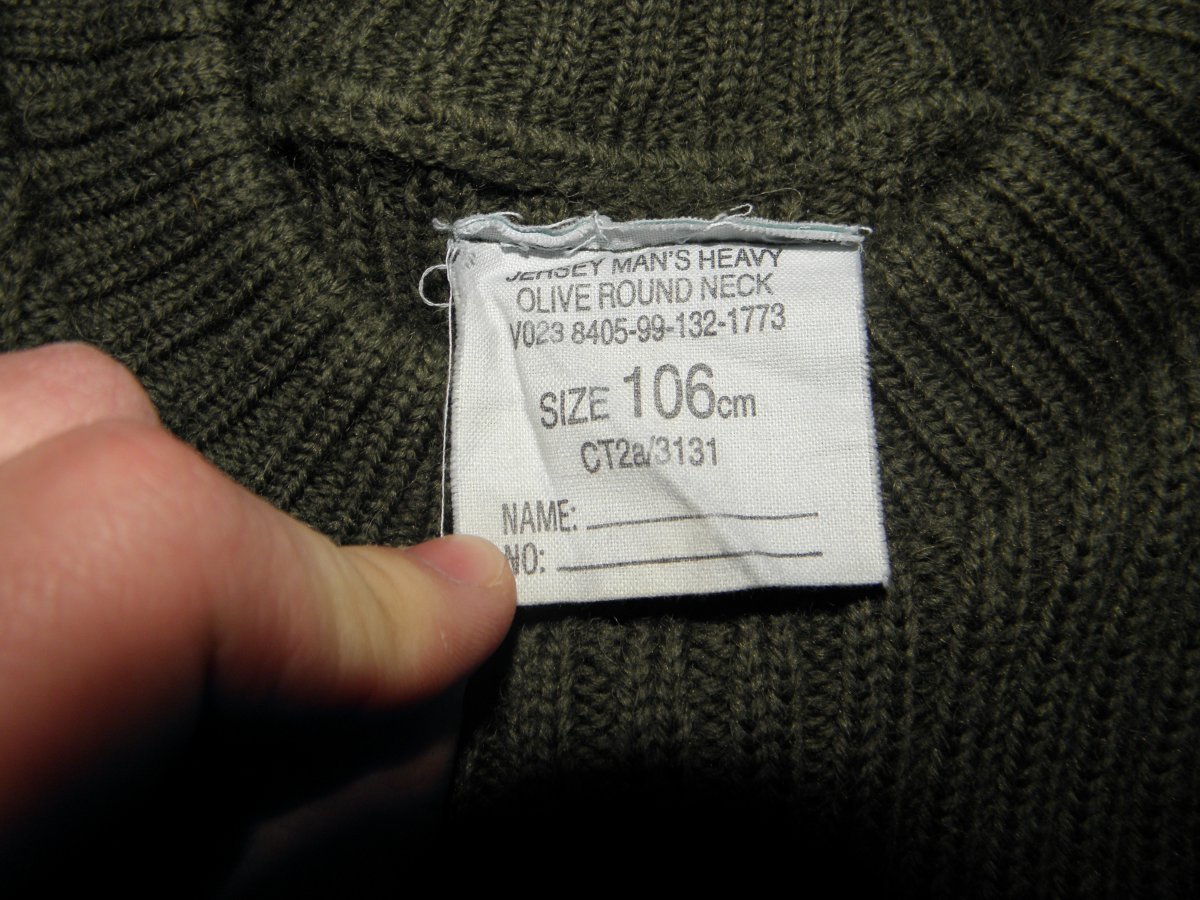 JERSEY MAN'S HEAVY
OLIVE ROUND NECK
V023 8405-99-132-1773
SIZE 106cm
CT2a/3131
NAME:
NO: